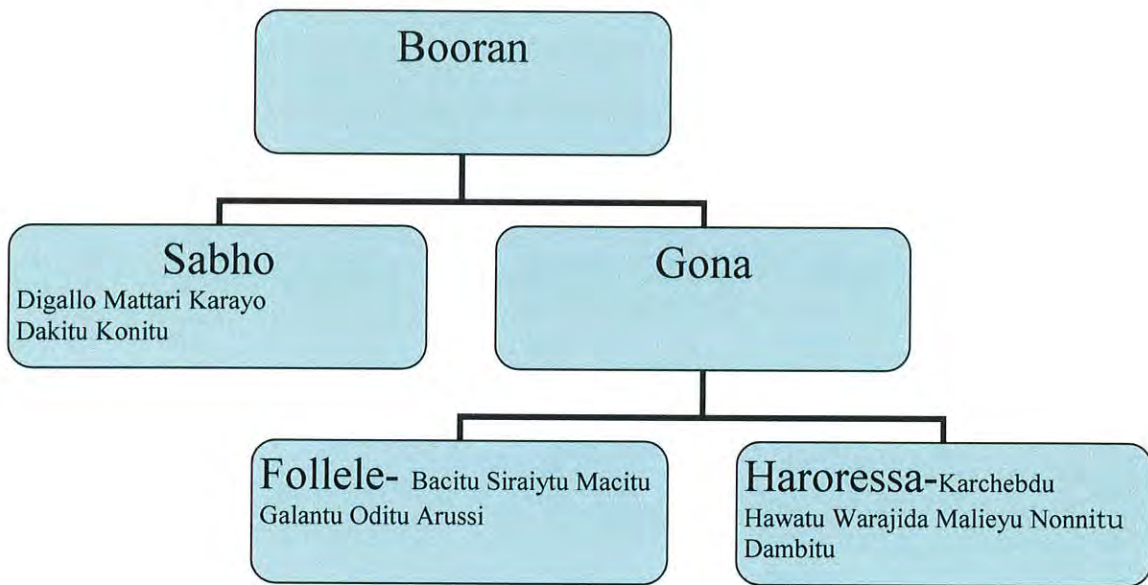 Booran
Sabho
Digallo Mattari Karayo
Dakitu Konitu
Gona
Follele- Bacitu Siraiytu Macitu
Galantu Oditu Arussi
Haroressa-Karchebdu
Hawatu Warajida Malieyu Nonnitu
Dambitu